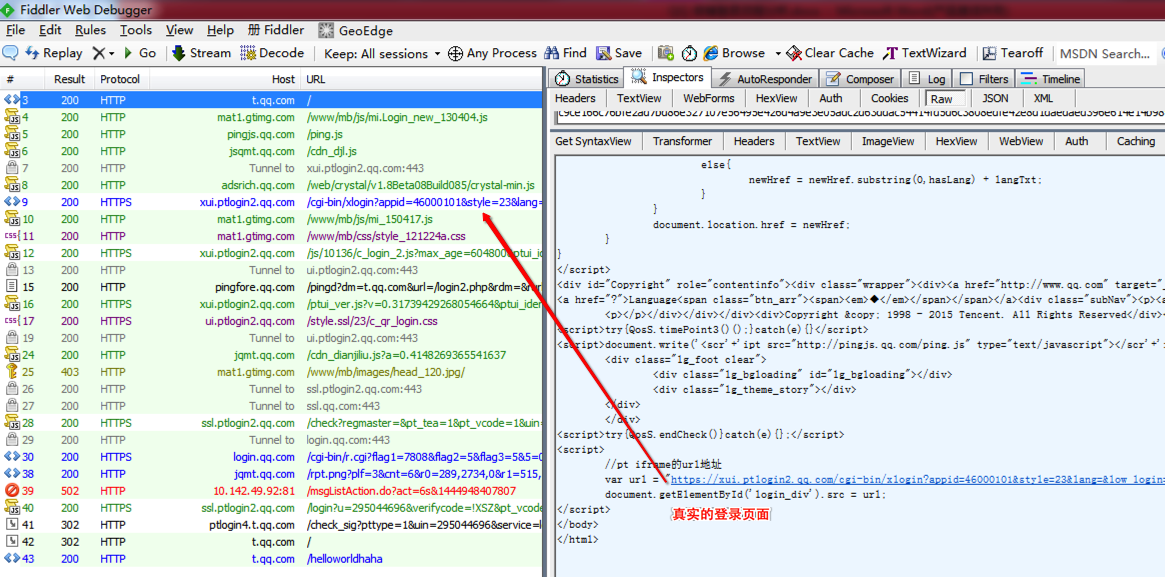 Fiddler Web Debugger
File Edit Rules Tools View Help Fiddler GeoEdge
Replay Go Stream Decode Keep: All sessions Any Process Find Save Browse Clear Cache TextWizard Tearoff MSDN Search...
# Result Protocol Host URL
3 200 HTTP t.qq.com /
4 200 HTTP mat1.gtimg.com /www/mb/js/mi.Login_new_130404.js
5 200 HTTP pingjs.qq.com /ping.js
6 200 HTTP jsqmt.qq.com /cdn_djl.js
7 200 HTTP Tunnel to xui.ptlogin2.qq.com:443
8 200 HTTP adsrich.qq.com /web/crystal/v1.8Beta08Build085/crystal-min.js
9 200 HTTPS xui.ptlogin2.qq.com /cgi-bin/xlogin?appid=46000101&style=23&lang=
10 200 HTTP mat1.gtimg.com /www/mb/js/mi_150417.js
11 200 HTTP mat1.gtimg.com /www/mb/css/style_121224a.css
12 200 HTTPS xui.ptlogin2.qq.com /js/10136/c_login_2.js?max_age=604800&ptui_ic
13 200 HTTP Tunnel to ui.ptlogin2.qq.com:443
15 200 HTTP pingfore.qq.com /pingd?dm=t.qq.com&url=/login2.php&rdm=&rur
16 200 HTTPS xui.ptlogin2.qq.com /ptui_ver.js?v=0.31739429268054664&ptui_iden
17 200 HTTPS ui.ptlogin2.qq.com /style.ssl/23/c_qr_login.css
19 200 HTTP Tunnel to ui.ptlogin2.qq.com:443
24 200 HTTP jqmt.qq.com /cdn_dianjiliu.js?a=0.4148269365541637
25 403 HTTP mat1.gtimg.com /www/mb/images/head_120.jpg/
26 200 HTTP Tunnel to ssl.ptlogin2.qq.com:443
27 200 HTTP Tunnel to ssl.qq.com:443
28 200 HTTPS ssl.ptlogin2.qq.com /check?regmaster=&pt_tea=1&pt_vcode=1&uin=
29 200 HTTP Tunnel to login.qq.com:443
30 200 HTTPS login.qq.com /cgi-bin/r.cgi?flag1=7808&flag2=5&flag3=5&5=0
38 200 HTTP jqmt.qq.com /rpt.png?plf=3&cnt=6&r0=289,2734,0&r1=515,
39 502 HTTP 10.142.49.92:81 /msgListAction.do?act=6s&1444948407807
40 200 HTTPS ssl.ptlogin2.qq.com /login?u=295044696&verifycode=!XSZ&pt_vcode
41 302 HTTP ptlogin4.t.qq.com /check_sig?pttype=1&uin=295044696&service=l
42 302 HTTP t.qq.com /
43 200 HTTP t.qq.com /helloworldhaha
Statistics Inspectors AutoResponder Composer Log Filters Timeline
Headers TextView WebForms HexView Auth Cookies Raw JSON XML
Get SyntaxView Transformer Headers TextView ImageView HexView WebView Auth Caching
else{
newHref = newHref.substring(0,hasLang) + langTxt;
}
}
document.location.href = newHref;
}
}
</script>
<div id="Copyright" role="contentinfo"><div class="wrapper"><div><a href="http://www.qq.com" target="_
<a href="?">Language<span class="btn_arr"><span><em>◆</em></span></span></a><div class="subNav"><p><a
<p></p></div></div></div><div>Copyright &copy; 1998 - 2015 Tencent. All Rights Reserved</div>
<script>try{QosS.timePoint3()();}catch(e){}</script>
<script>document.write('<scr'+'ipt src="http://pingjs.qq.com/ping.js" type="text/javascript"></scr'+'
<div class="lg_foot clear">
<div class="lg_bgloading" id="lg_bgloading"></div>
<div class="lg_theme_story"></div>
</div>
</div>
<script>try{QosS.endCheck()}catch(e){};</script>
<script>
//pt iframe的url地址
var url = "https://xui.ptlogin2.qq.com/cgi-bin/xlogin?appid=46000101&style=23&lang=&low_login=
document.getElementById('login_div').src = url;
真实的登录页面
</script>
</body>
</html>